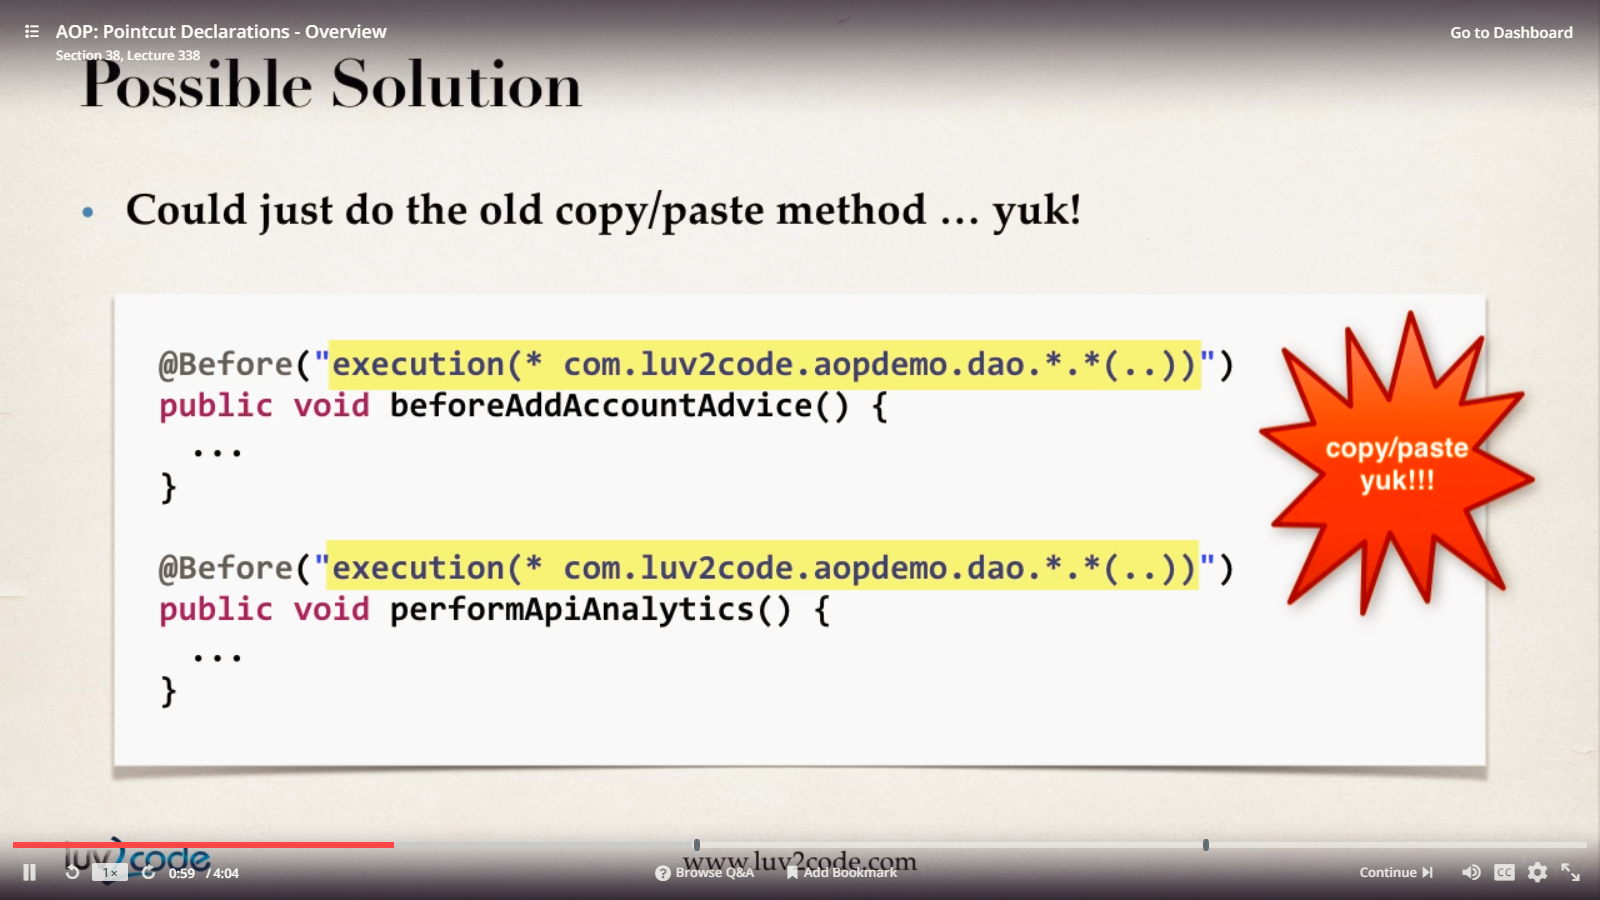 AOP: Pointcut Declarations - Overview
Go to Dashboard
Section 38, Lecture 338
Possible Solution
• Could just do the old copy/paste method ... yuk!
@Before("execution(* com.luv2code.aopdemo.dao.*.*(..))")
public void beforeAddAccountAdvice() {
...
}
copy/paste
yuk!!!
@Before("execution(* com.luv2code.aopdemo.dao.*.*(..))")
public void performApiAnalytics() {
...
}
luv2code
www.luv2code.com
1x
0:59 / 4:04
? Browse Q&A
Add Bookmark
Continue
CC